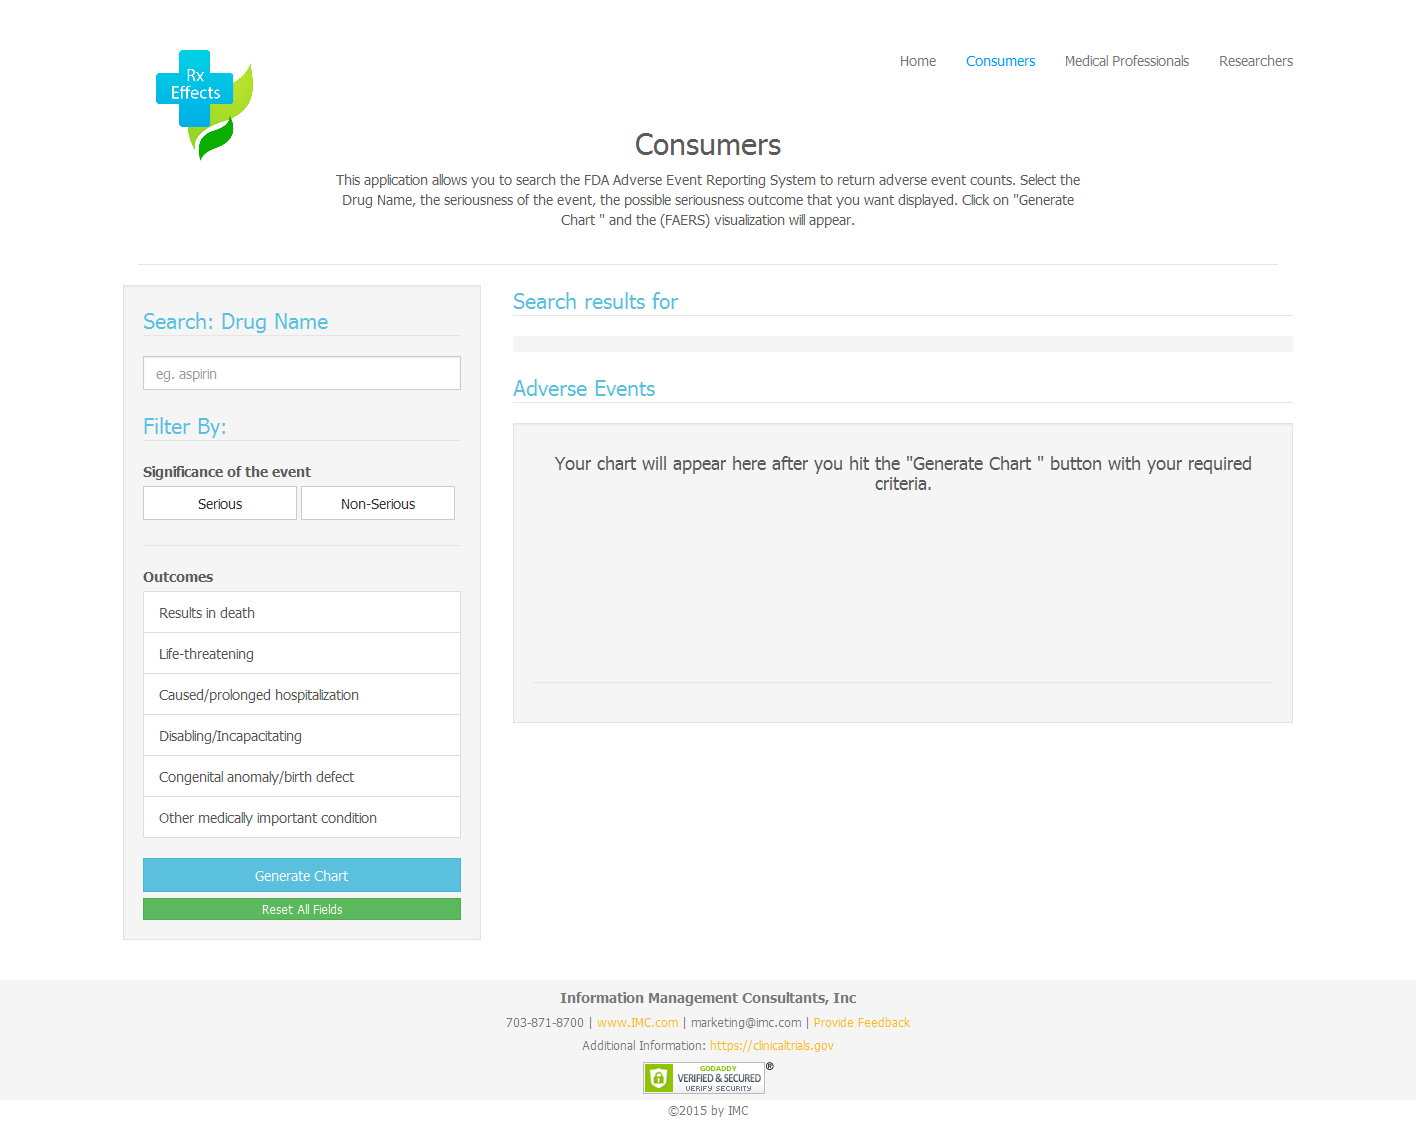 Rx
Effects
Home
Consumers
Medical Professionals
Researchers
Consumers
This application allows you to search the FDA Adverse Event Reporting System to return adverse event counts. Select the
Drug Name, the seriousness of the event, the possible seriousness outcome that you want displayed. Click on "Generate
Chart " and the (FAERS) visualization will appear.
Search: Drug Name
eg. aspirin
Filter By:
Significance of the event
Serious
Non-Serious
Outcomes
Results in death
Life-threatening
Caused/prolonged hospitalization
Disabling/Incapacitating
Congenital anomaly/birth defect
Other medically important condition
Generate Chart
Reset All Fields
Search results for
Adverse Events
Your chart will appear here after you hit the "Generate Chart " button with your required
criteria.
Information Management Consultants, Inc
703-871-8700 | www.IMC.com | marketing@imc.com | Provide Feedback
Additional Information: https://clinicaltrials.gov
GODADDY
VERIFIED & SECURED
VERIFY SECURITY
®
©2015 by IMC